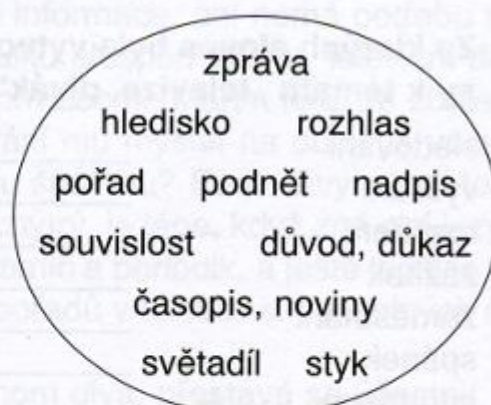 zpráva
hledisko rozhlas
pořad podnět nadpis
souvislost důvod, důkaz
časopis, noviny
světadíl styk